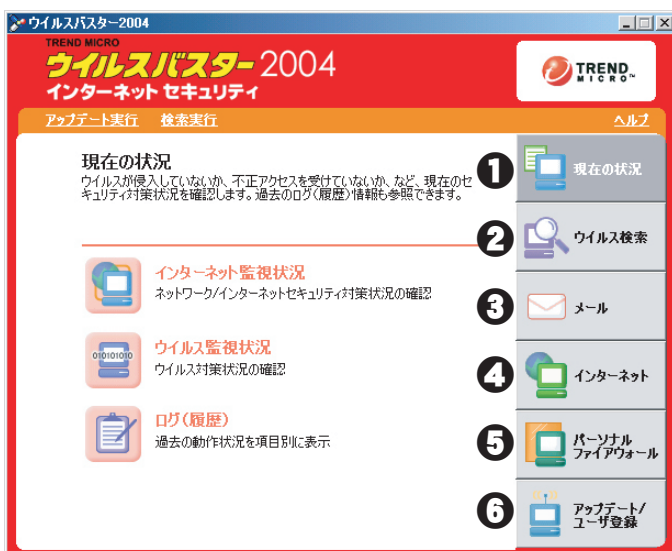 ウイルスバスター2004
TREND MICRO
ウイルスバスター2004
インターネット セキュリティ
TREND MICRO™
アップデート実行 検索実行 ヘルプ
現在の状況
ウイルスが侵入していないか、不正アクセスを受けていないか、など、現在のセ
キュリティ対策状況を確認します。過去のログ(履歴)情報も参照できます。
インターネット監視状況
ネットワーク/インターネットセキュリティ対策状況の確認
010101010
ウイルス監視状況
ウイルス対策状況の確認
ログ(履歴)
過去の動作状況を項目別に表示
1 現在の状況
2 ウイルス検索
3 メール
4 インターネット
5 パーソナル
ファイアウォール
6 アップデート/
ユーザ登録